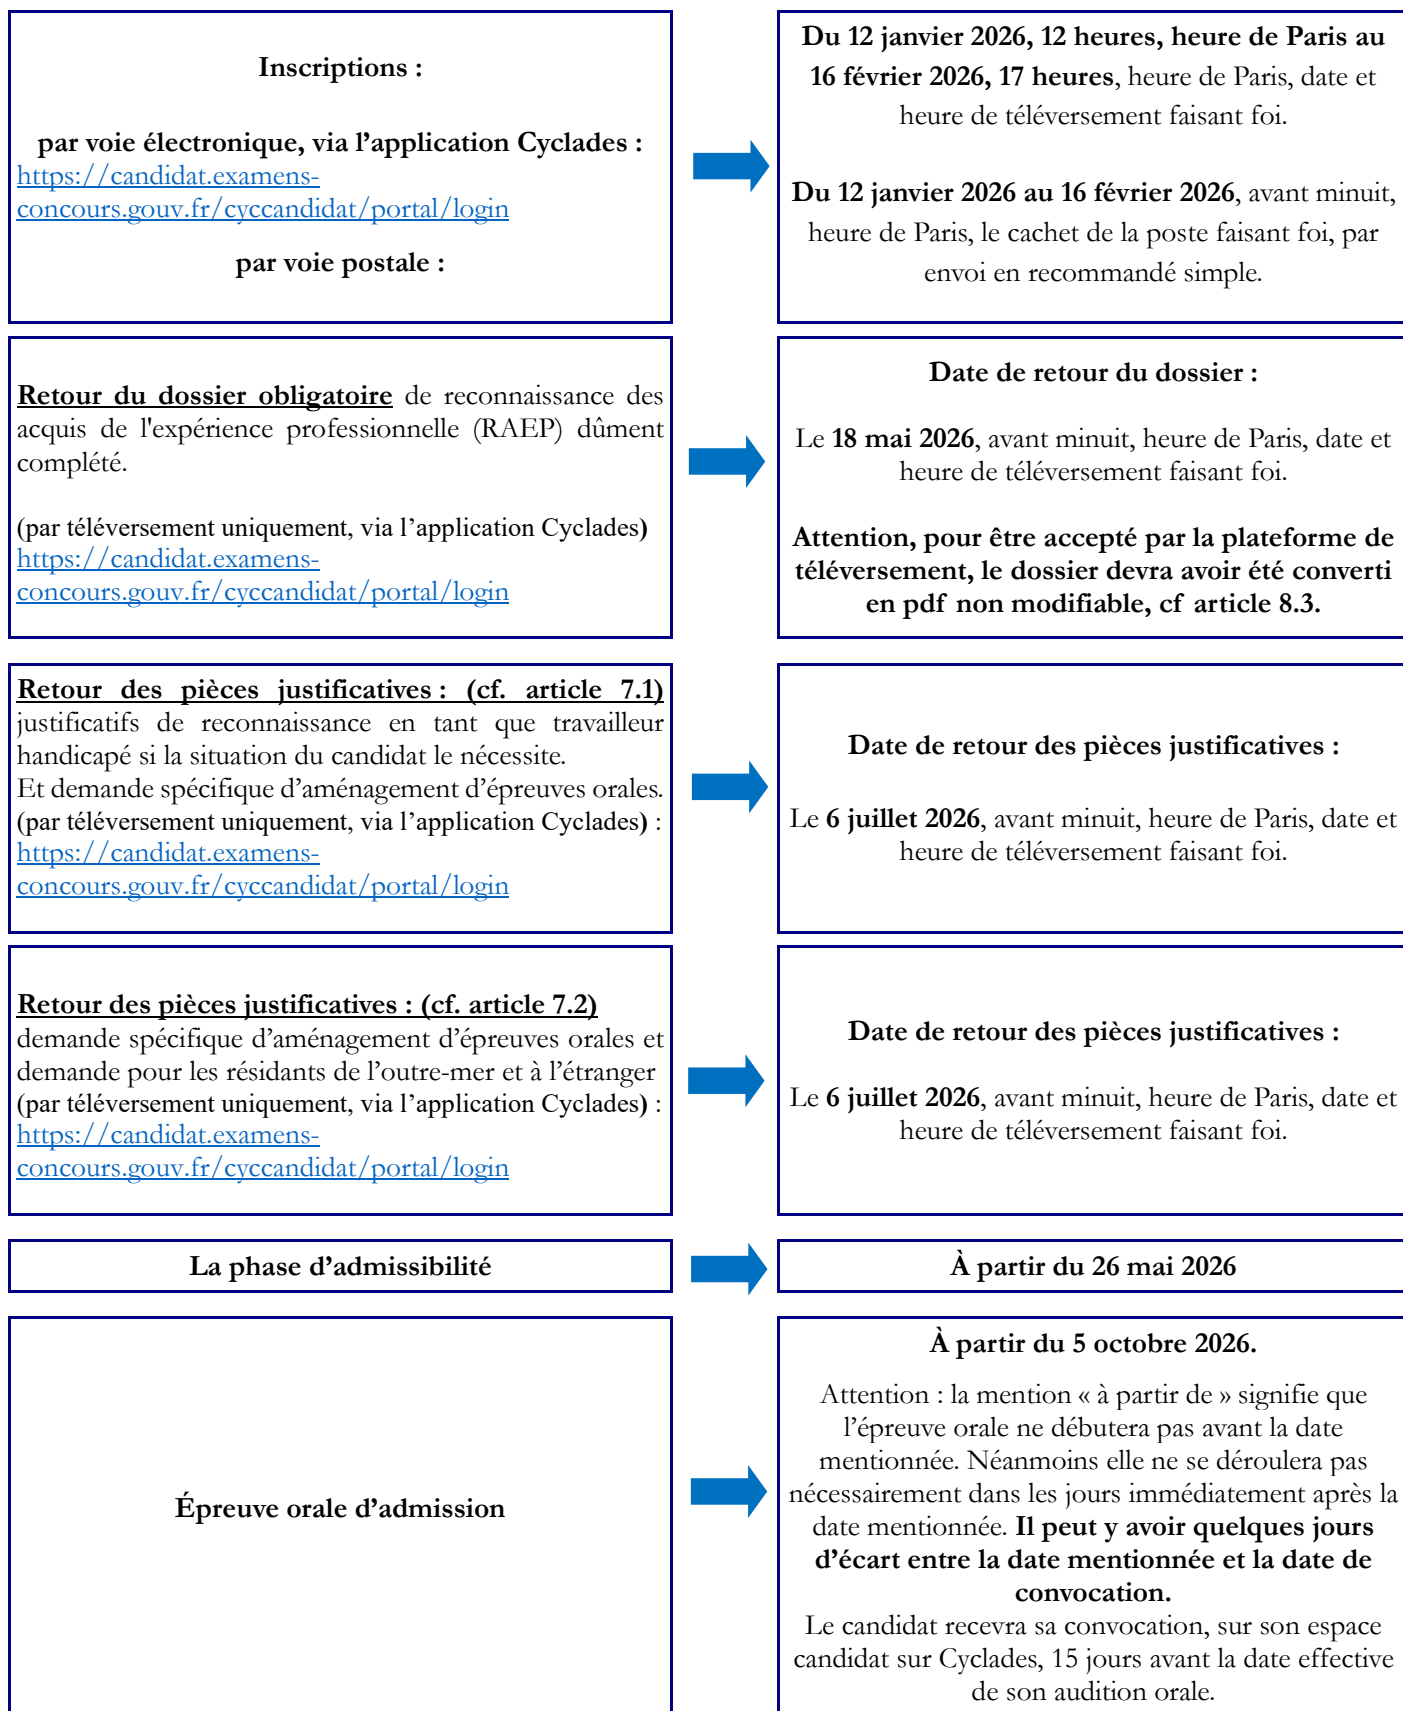 Inscriptions :
par voie électronique, via l’application Cyclades :
https://candidat.examens-
concours.gouv.fr/cyccandidat/portal/login
par voie postale :
Du 12 janvier 2026, 12 heures, heure de Paris au
16 février 2026, 17 heures, heure de Paris, date et
heure de téléversement faisant foi.
Du 12 janvier 2026 au 16 février 2026, avant minuit,
heure de Paris, le cachet de la poste faisant foi, par
envoi en recommandé simple.
Retour du dossier obligatoire de reconnaissance des
acquis de l'expérience professionnelle (RAEP) dûment
complété.
(par téléversement uniquement, via l’application Cyclades)
https://candidat.examens-
concours.gouv.fr/cyccandidat/portal/login
Date de retour du dossier :
Le 18 mai 2026, avant minuit, heure de Paris, date et
heure de téléversement faisant foi.
Attention, pour être accepté par la plateforme de
téléversement, le dossier devra avoir été converti
en pdf non modifiable, cf article 8.3.
Retour des pièces justificatives : (cf. article 7.1)
justificatifs de reconnaissance en tant que travailleur
handicapé si la situation du candidat le nécessite.
Et demande spécifique d’aménagement d’épreuves orales.
(par téléversement uniquement, via l’application Cyclades) :
https://candidat.examens-
concours.gouv.fr/cyccandidat/portal/login
Date de retour des pièces justificatives :
Le 6 juillet 2026, avant minuit, heure de Paris, date et
heure de téléversement faisant foi.
Retour des pièces justificatives : (cf. article 7.2)
demande spécifique d’aménagement d’épreuves orales et
demande pour les résidants de l’outre-mer et à l’étranger
(par téléversement uniquement, via l’application Cyclades) :
https://candidat.examens-
concours.gouv.fr/cyccandidat/portal/login
Date de retour des pièces justificatives :
Le 6 juillet 2026, avant minuit, heure de Paris, date et
heure de téléversement faisant foi.
La phase d’admissibilité
À partir du 26 mai 2026
Épreuve orale d’admission
À partir du 5 octobre 2026.
Attention : la mention « à partir de » signifie que
l’épreuve orale ne débutera pas avant la date
mentionnée. Néanmoins elle ne se déroulera pas
nécessairement dans les jours immédiatement après la
date mentionnée. Il peut y avoir quelques jours
d’écart entre la date mentionnée et la date de
convocation.
Le candidat recevra sa convocation, sur son espace
candidat sur Cyclades, 15 jours avant la date effective
de son audition orale.